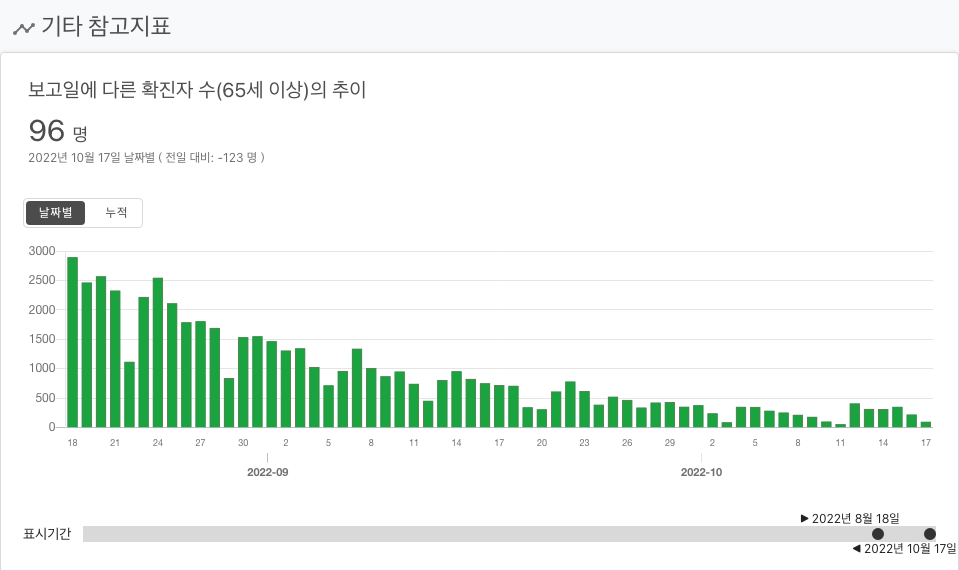 기타 참고지표
보고일에 다른 확진자 수(65세 이상)의 추이
96 명
2022년 10월 17일 날짜별 ( 전일 대비: -123 명 )
날짜별 누적
3000
2500
2000
1500
1000
500
0
18 21 24 27 30 2 5 8 11 14 17 20 23 26 29 2 5 8 11 14 17
2022-09 2022-10
▶ 2022년 8월 18일
표시기간
◀ 2022년 10월 17일